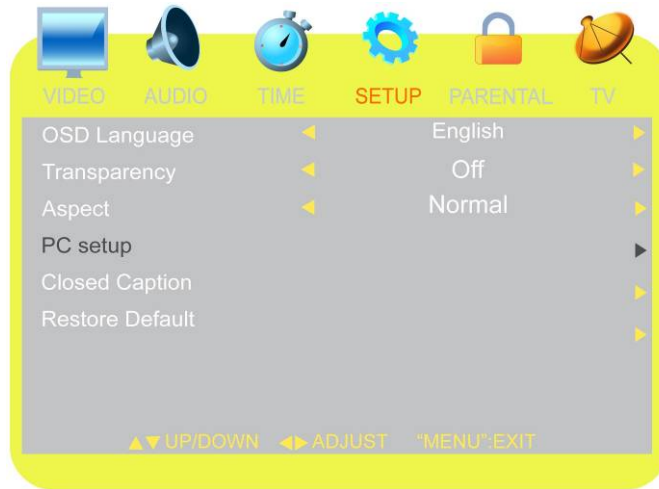 VIDEO AUDIO TIME SETUP PARENTAL TV
OSD Language English
Transparency Off
Aspect Normal
PC setup
Closed Caption
Restore Default
▲▼ UP/DOWN ◀▶ ADJUST “MENU”:EXIT